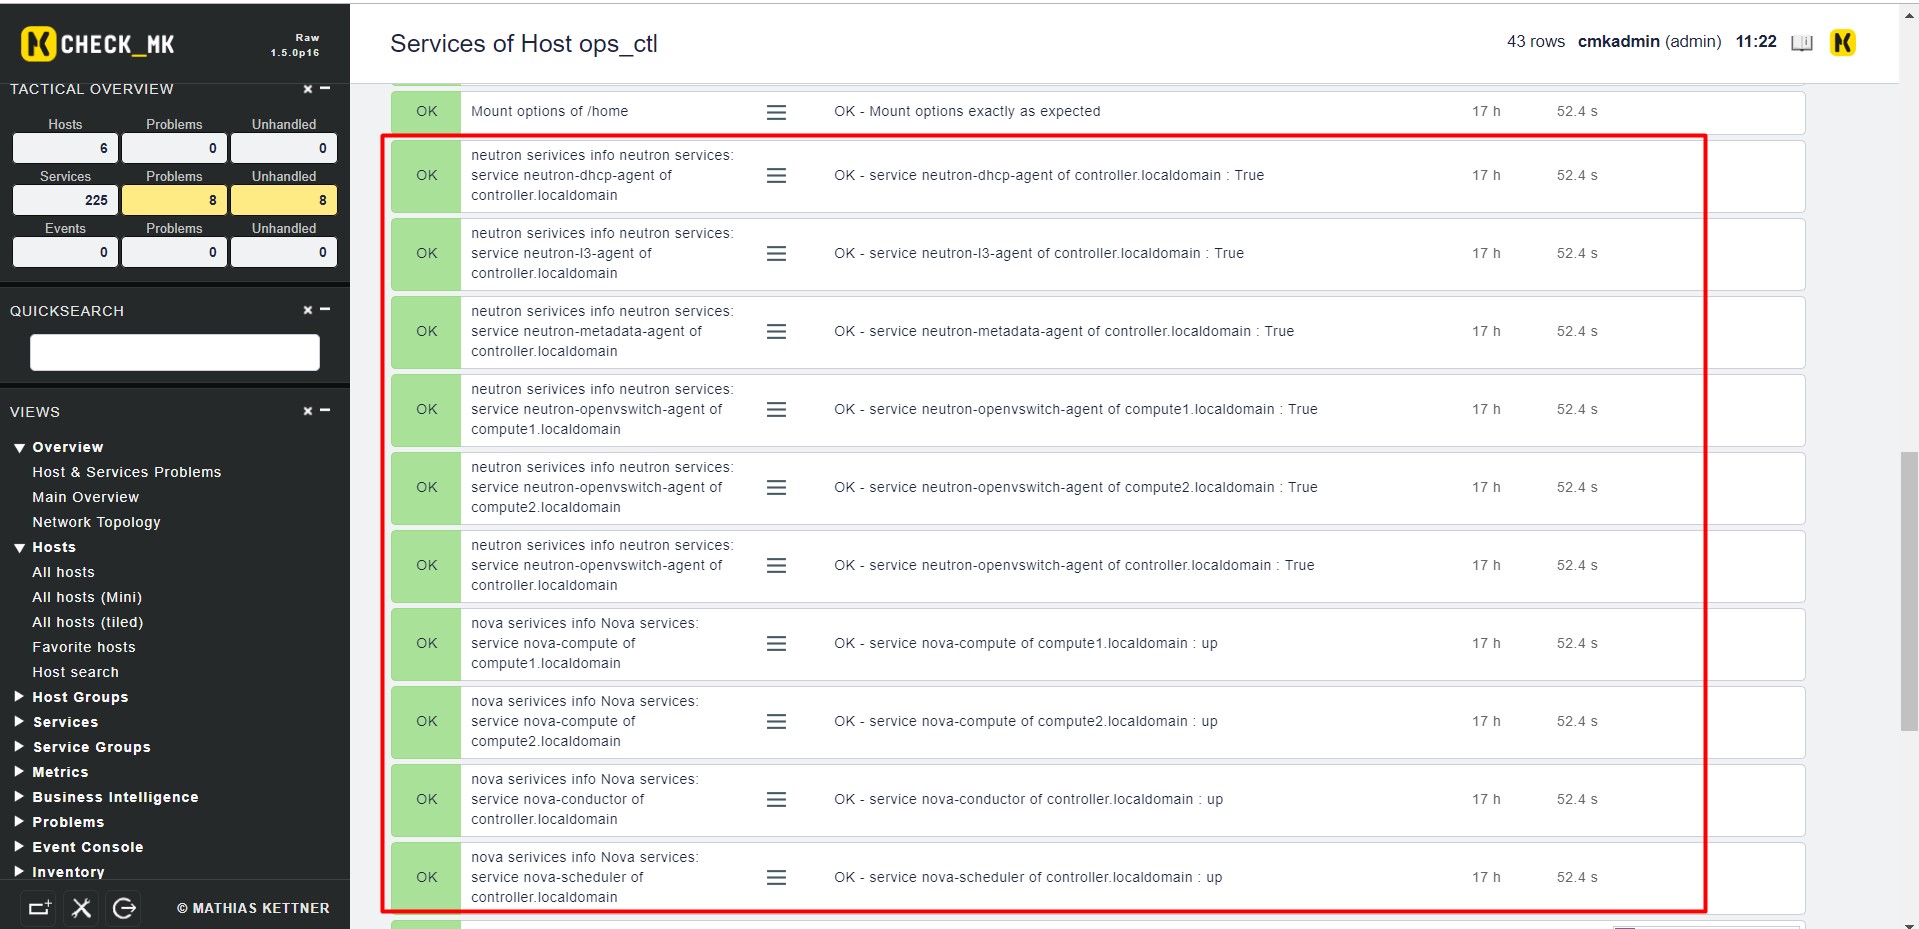 CHECK_MK
Raw
1.5.0p16
TACTICAL OVERVIEW
Hosts Problems Unhandled
6 0 0
Services Problems Unhandled
225 8 8
Events Problems Unhandled
0 0 0
QUICKSEARCH
VIEWS
Overview
Host & Services Problems
Main Overview
Network Topology
Hosts
All hosts
All hosts (Mini)
All hosts (tiled)
Favorite hosts
Host search
Host Groups
Services
Service Groups
Metrics
Business Intelligence
Problems
Event Console
Inventory
© MATHIAS KETTNER
Services of Host ops_ctl
43 rows cmkadmin (admin) 11:22
OK Mount options of /home OK - Mount options exactly as expected 17 h 52.4 s
neutron serivices info neutron services:
OK service neutron-dhcp-agent of OK - service neutron-dhcp-agent of controller.localdomain : True 17 h 52.4 s
controller.localdomain
neutron serivices info neutron services:
OK service neutron-l3-agent of OK - service neutron-l3-agent of controller.localdomain : True 17 h 52.4 s
controller.localdomain
neutron serivices info neutron services:
OK service neutron-metadata-agent of OK - service neutron-metadata-agent of controller.localdomain : True 17 h 52.4 s
controller.localdomain
neutron serivices info neutron services:
OK service neutron-openvswitch-agent of OK - service neutron-openvswitch-agent of compute1.localdomain : True 17 h 52.4 s
compute1.localdomain
neutron serivices info neutron services:
OK service neutron-openvswitch-agent of OK - service neutron-openvswitch-agent of compute2.localdomain : True 17 h 52.4 s
compute2.localdomain
neutron serivices info neutron services:
OK service neutron-openvswitch-agent of OK - service neutron-openvswitch-agent of controller.localdomain : True 17 h 52.4 s
controller.localdomain
nova serivices info Nova services:
OK service nova-compute of OK - service nova-compute of compute1.localdomain : up 17 h 52.4 s
compute1.localdomain
nova serivices info Nova services:
OK service nova-compute of OK - service nova-compute of compute2.localdomain : up 17 h 52.4 s
compute2.localdomain
nova serivices info Nova services:
OK service nova-conductor of OK - service nova-conductor of controller.localdomain : up 17 h 52.4 s
controller.localdomain
nova serivices info Nova services:
OK service nova-scheduler of OK - service nova-scheduler of controller.localdomain : up 17 h 52.4 s
controller.localdomain